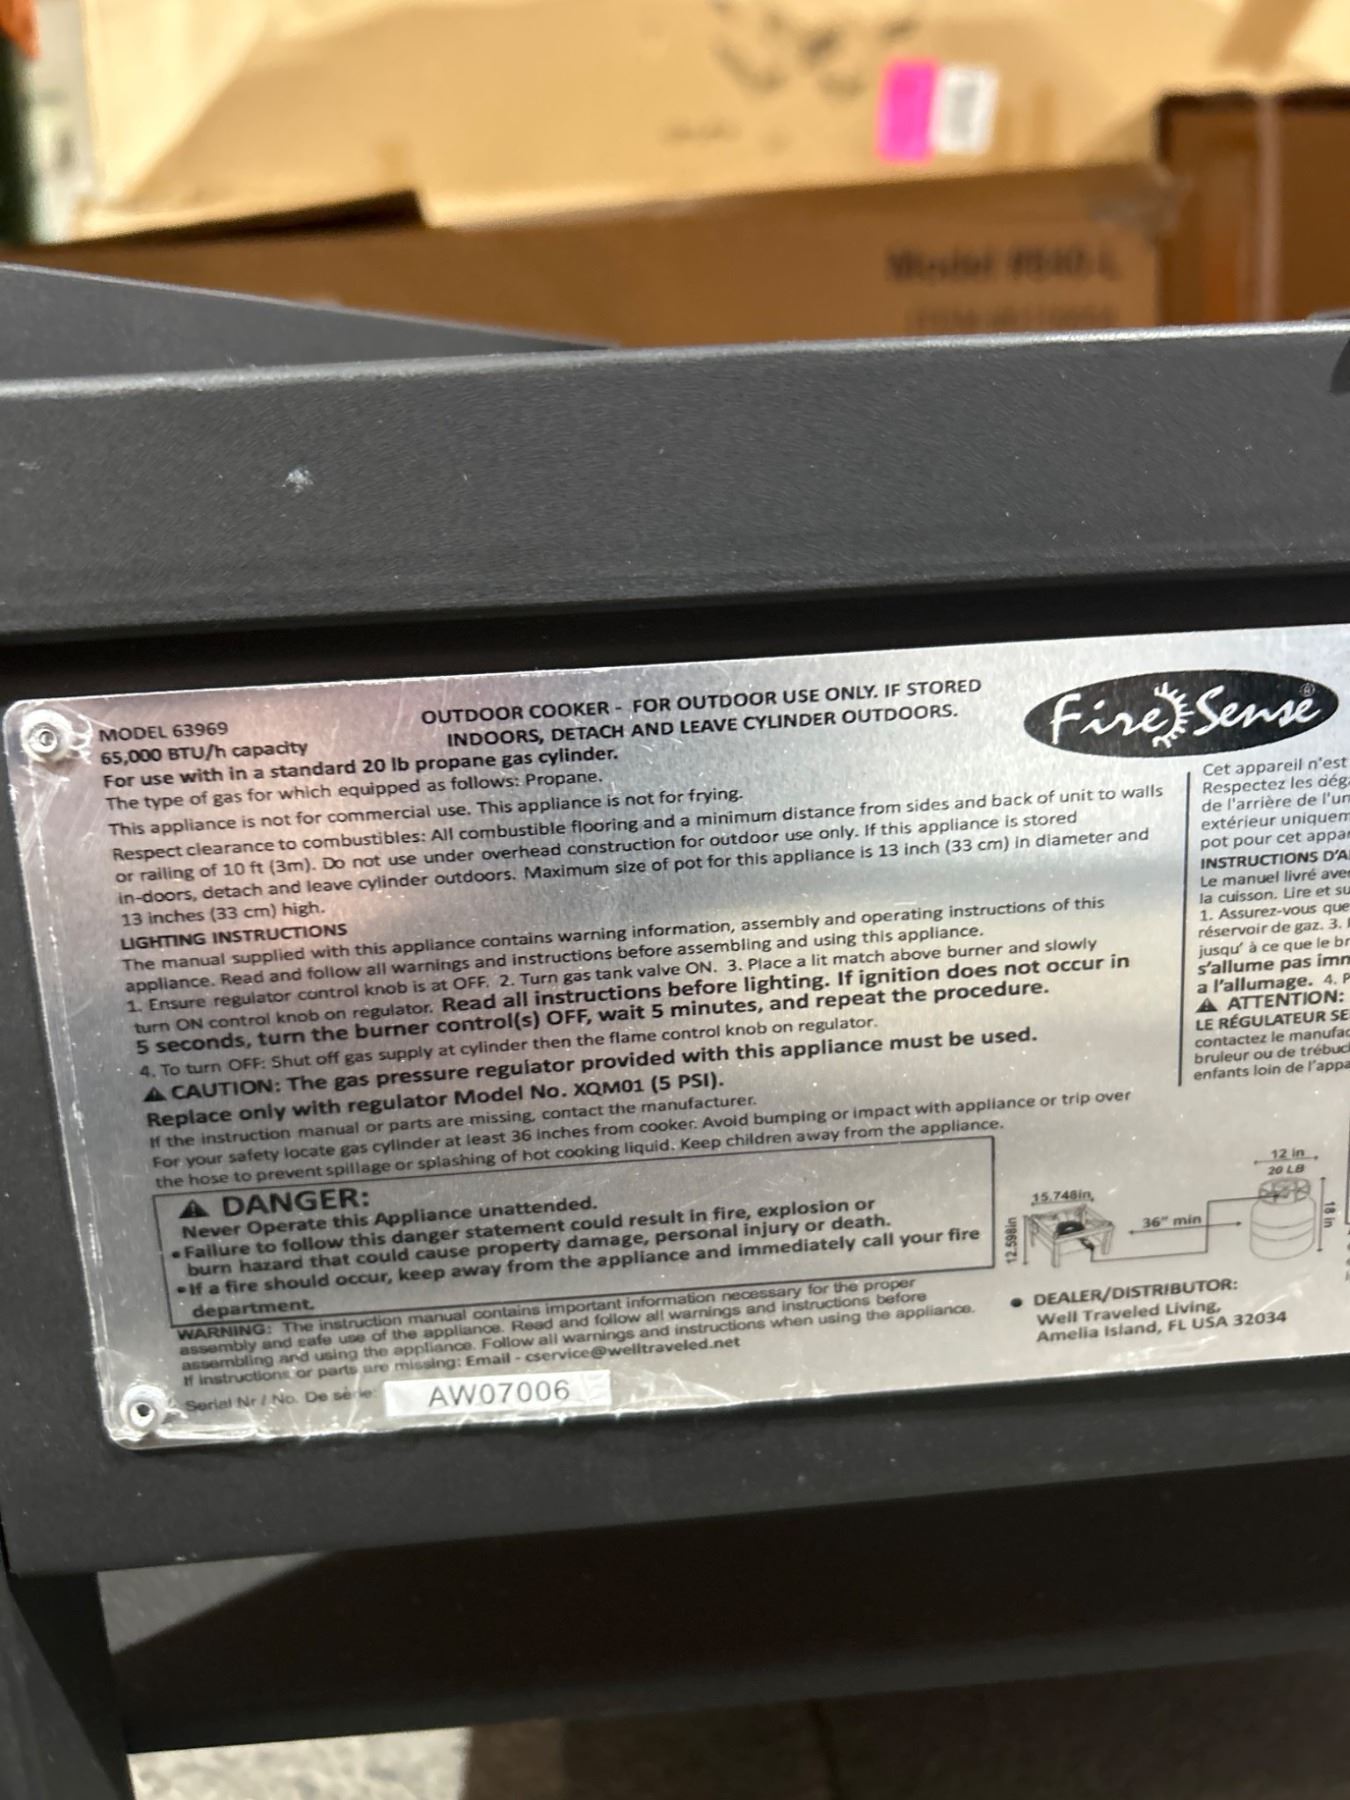 Model #640-L
MODEL 63969
65,000 BTU/h capacity
OUTDOOR COOKER - FOR OUTDOOR USE ONLY. IF STORED
INDOORS, DETACH AND LEAVE CYLINDER OUTDOORS.
For use with in a standard 20 lb propane gas cylinder.
The type of gas for which equipped as follows: Propane.
This appliance is not for commercial use. This appliance is not for frying.
Respect clearance to combustibles: All combustible flooring and a minimum distance from sides and back of unit to walls
or railing of 10 ft (3m). Do not use under overhead construction for outdoor use only. If this appliance is stored
in-doors, detach and leave cylinder outdoors. Maximum size of pot for this appliance is 13 inch (33 cm) in diameter and
13 inches (33 cm) high.
LIGHTING INSTRUCTIONS
The manual supplied with this appliance contains warning information, assembly and operating instructions of this
appliance. Read and follow all warnings and instructions before assembling and using this appliance.
1. Ensure regulator control knob is at OFF. 2. Turn gas tank valve ON. 3. Place a lit match above burner and slowly
turn ON control knob on regulator. Read all instructions before lighting. If ignition does not occur in
5 seconds, turn the burner control(s) OFF, wait 5 minutes, and repeat the procedure.
4. To turn OFF: Shut off gas supply at cylinder then the flame control knob on regulator.
⚠ CAUTION: The gas pressure regulator provided with this appliance must be used.
Replace only with regulator Model No. XQM01 (5 PSI).
If the instruction manual or parts are missing, contact the manufacturer.
For your safety locate gas cylinder at least 36 inches from cooker. Avoid bumping or impact with appliance or trip over
the hose to prevent spillage or splashing of hot cooking liquid. Keep children away from the appliance.
⚠ DANGER:
Never Operate this Appliance unattended.
• Failure to follow this danger statement could result in fire, explosion or
burn hazard that could cause property damage, personal injury or death.
• If a fire should occur, keep away from the appliance and immediately call your fire
department.
WARNING: The instruction manual contains important information necessary for the proper
assembly and safe use of the appliance. Read and follow all warnings and instructions before
assembling and using the appliance. Follow all warnings and instructions when using the appliance.
If instructions or parts are missing: Email - cservice@welltraveled.net
Serial Nr / No. De série: AW07006
Fire Sense ®
Cet appareil n'est
Respectez les déga
de l'arrière de l'un
extérieur uniquem
pot pour cet appar
INSTRUCTIONS D'A
Le manuel livré ave
la cuisson. Lire et su
1. Assurez-vous que
réservoir de gaz. 3.
jusqu' à ce que le br
s'allume pas imm
a l'allumage. 4. P
⚠ ATTENTION:
LE RÉGULATEUR SE
contactez le manufac
bruleur ou de trébuc
enfants loin de l'appa
15.748in,
12.598in
36" min
12 in
20 LB
18 in
• DEALER/DISTRIBUTOR:
Well Traveled Living,
Amelia Island, FL USA 32034